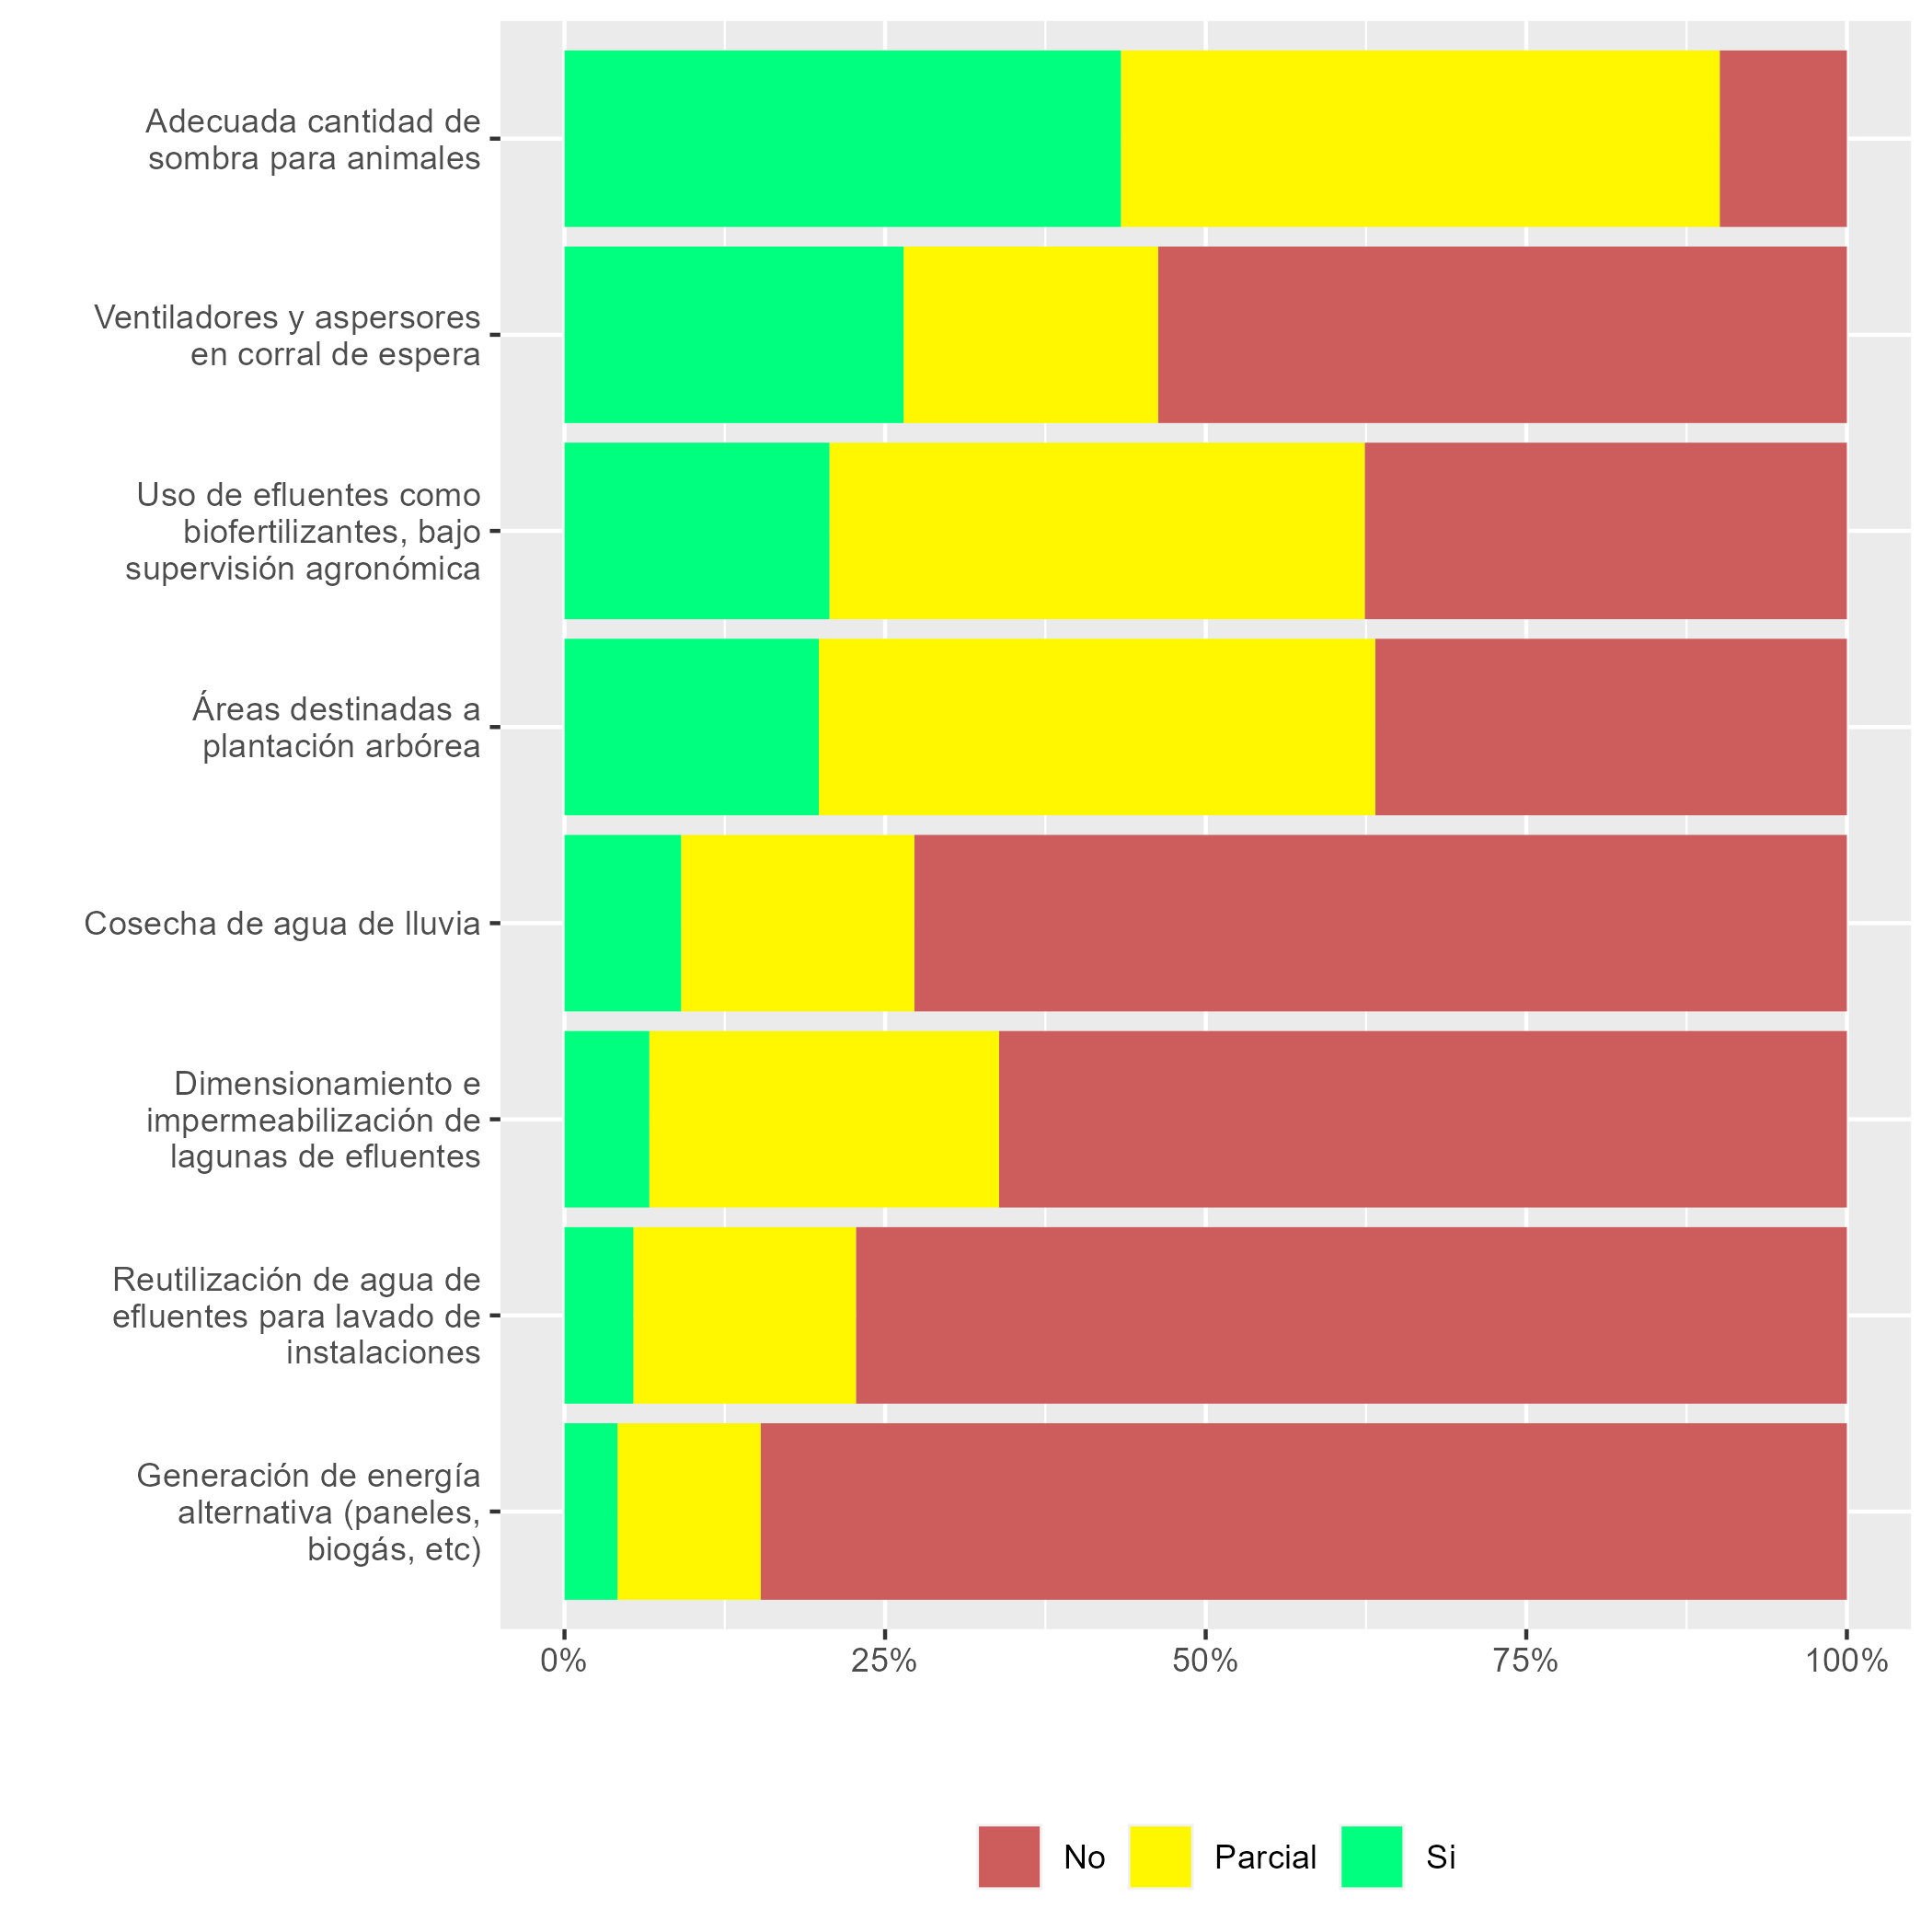 Adecuada cantidad de
sombra para animales
Ventiladores y aspersores
en corral de espera
Uso de efluentes como
biofertilizantes, bajo
supervisión agronómica
Áreas destinadas a
plantación arbórea
Cosecha de agua de lluvia
Dimensionamiento e
impermeabilización de
lagunas de efluentes
Reutilización de agua de
efluentes para lavado de
instalaciones
Generación de energía
alternativa (paneles,
biogás, etc)
0% 25% 50% 75% 100%
No Parcial Si